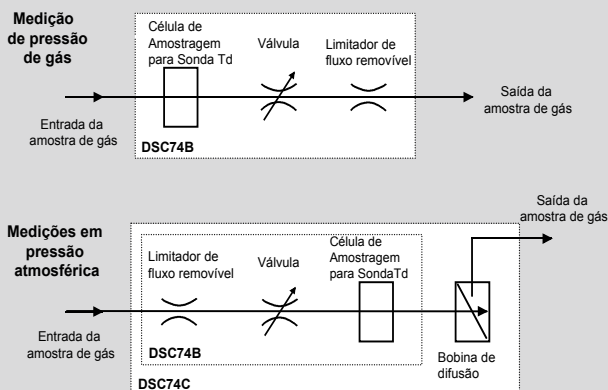 Medição
de pressão
de gás
Célula de
Amostragem
para Sonda Td
Válvula
Limitador de
fluxo removível
Entrada da
amostra de gás
Saída da
amostra de gás
DSC74B
Medições em
pressão
atmosférica
Limitador de
fluxo removível
Válvula
Célula de
Amostragem
para SondaTd
Saída da
amostra de gás
Entrada da
amostra de gás
DSC74B
Bobina de
difusão
DSC74C